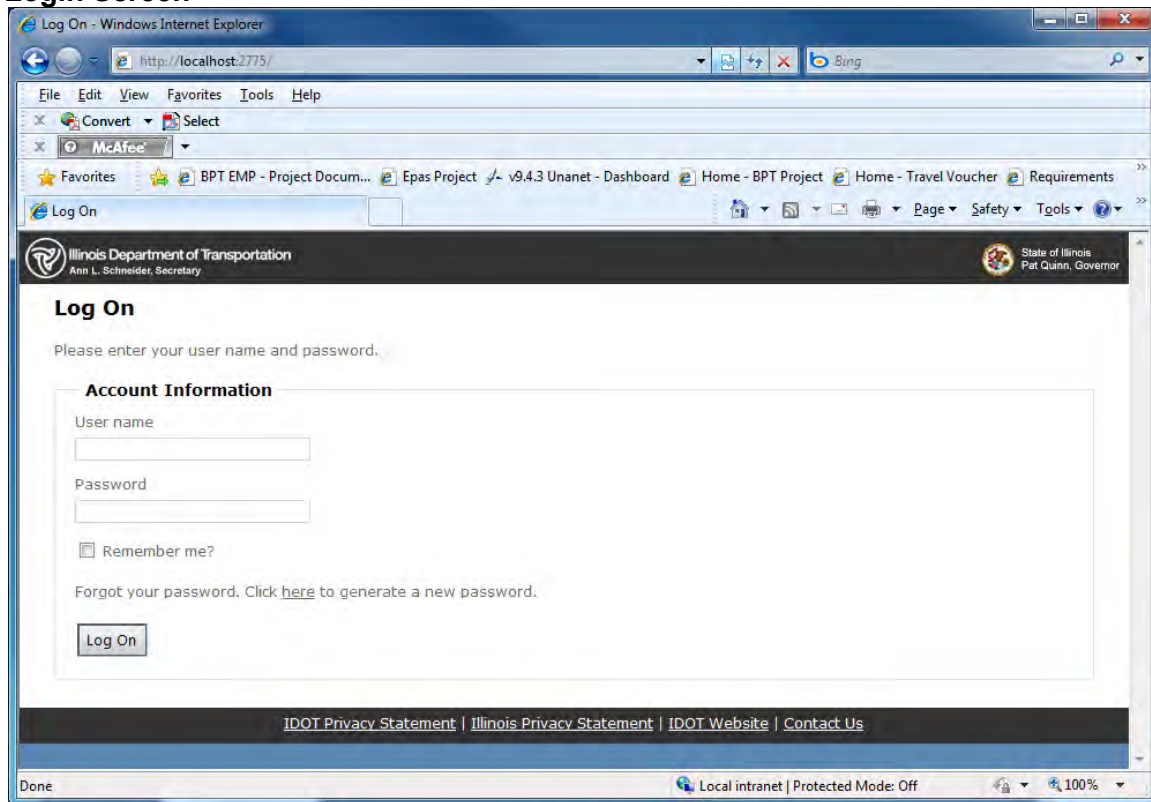 Login Screen
Log On - Windows Internet Explorer
http://localhost:2775/
Bing
File Edit View Favorites Tools Help
x Convert Select
x McAfee
Favorites BPT EMP - Project Docum... Epas Project v9.4.3 Unanet - Dashboard Home - BPT Project Home - Travel Voucher Requirements »
Log On Page Safety Tools »
Illinois Department of Transportation
Ann L. Schneider, Secretary
State of Illinois
Pat Quinn, Governor
Log On
Please enter your user name and password.
Account Information
User name
Password
Remember me?
Forgot your password. Click here to generate a new password.
Log On
IDOT Privacy Statement | Illinois Privacy Statement | IDOT Website | Contact Us
Done Local intranet | Protected Mode: Off 100%